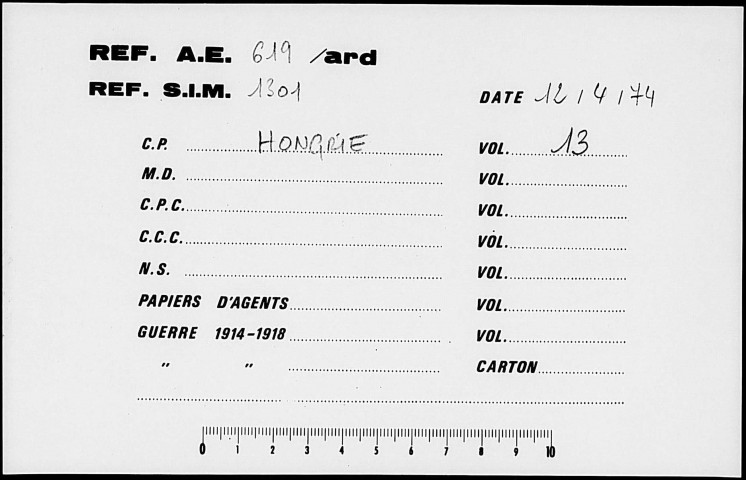 REF. A.E. 619 /ard
REF. S.I.M. 1301
DATE 12 / 4 / 74
C.P. HONGRIE VOL. 13
M.D. VOL.
C.P.C. VOL.
C.C.C. VOL.
N.S. VOL.
PAPIERS D'AGENTS VOL.
GUERRE 1914-1918 VOL.
" " CARTON
0 1 2 3 4 5 6 7 8 9 10